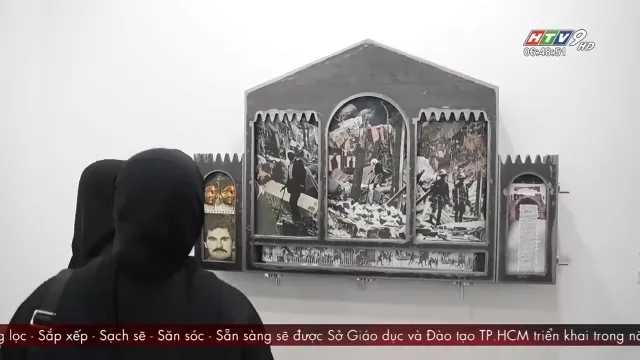 HTV9 HD
06:48:51
g lọc - Sắp xếp - Sạch sẽ - Săn sóc - Sẵn sàng sẽ được Sở Giáo dục và Đào tạo TP.HCM triển khai trong nă